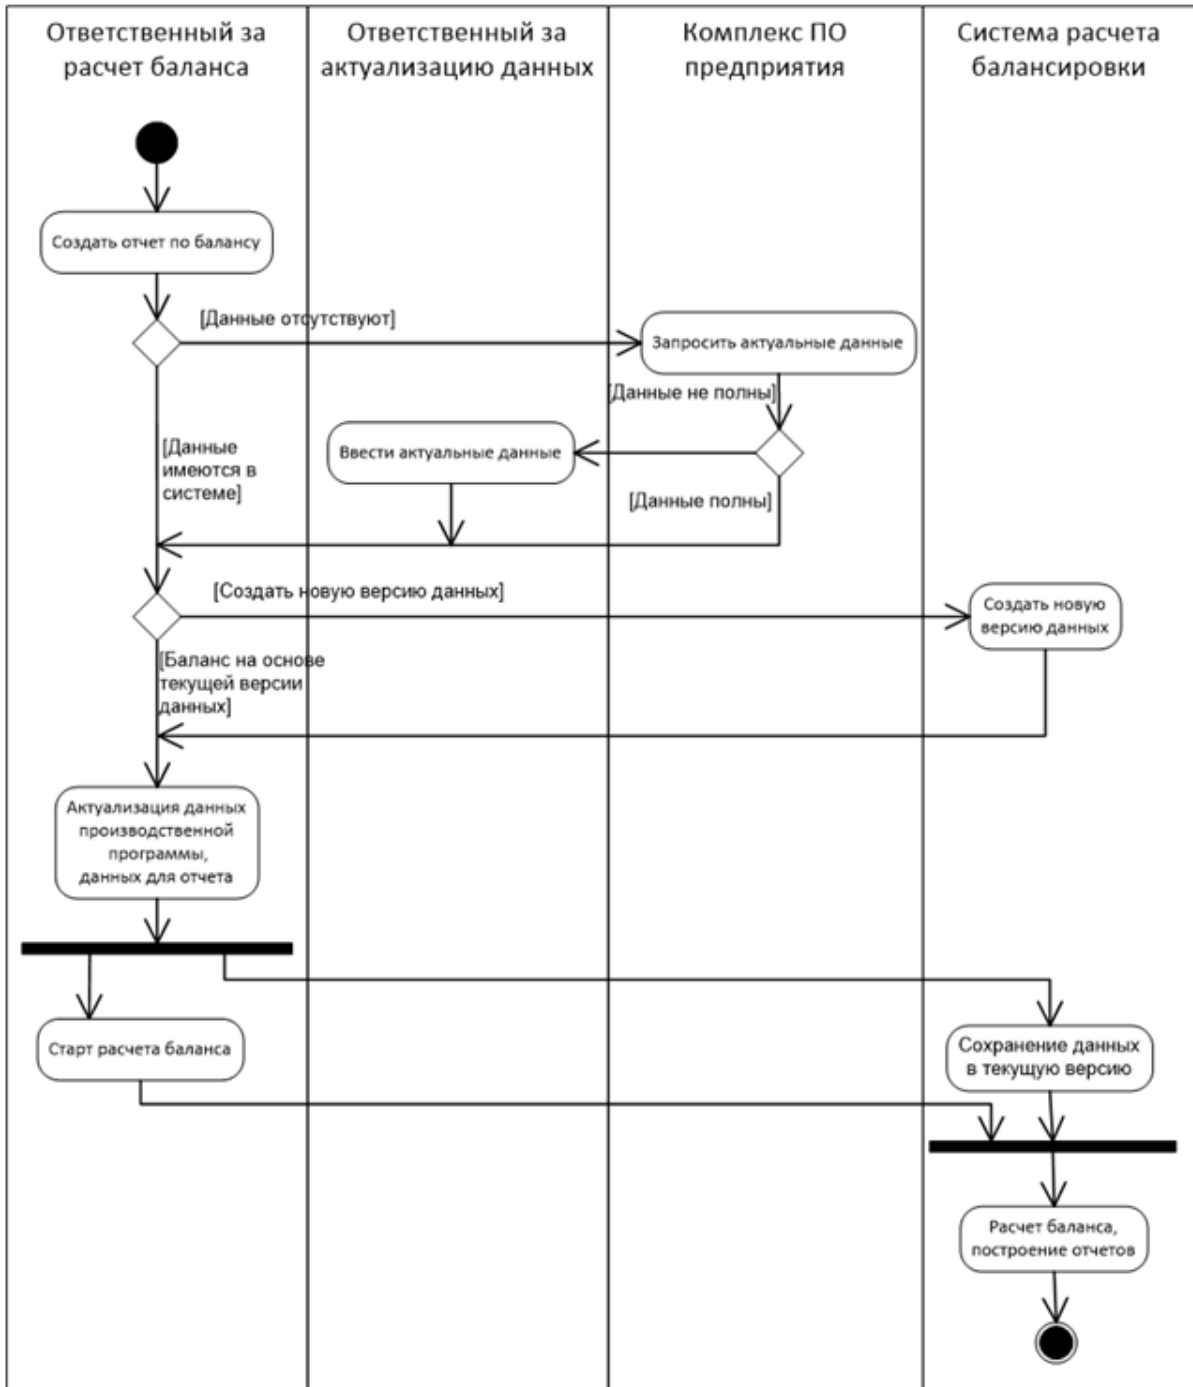 Ответственный за
расчет баланса
Ответственный за
актуализацию данных
Комплекс ПО
предприятия
Система расчета
балансировки
Создать отчет по балансу
[Данные отсутствуют]
Запросить актуальные данные
[Данные не полны]
[Данные
имеются в
системе]
Ввести актуальные данные
[Данные полны]
[Создать новую версию данных]
Создать новую
версию данных
[Баланс на основе
текущей версии
данных]
Актуализация данных
производственной
программы,
данных для отчета
Старт расчета баланса
Сохранение данных
в текущую версию
Расчет баланса,
построение отчетов